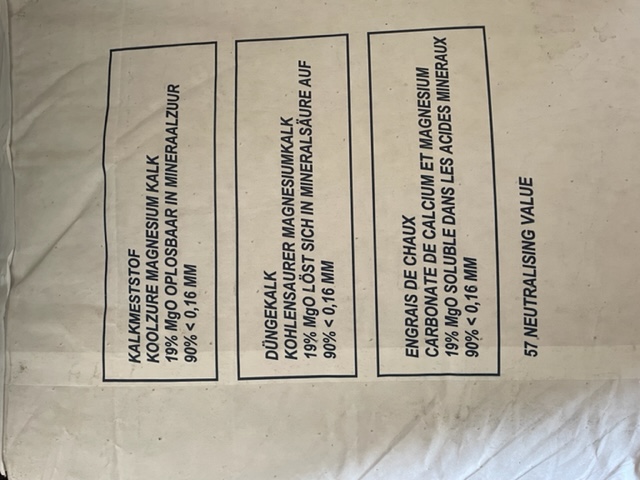 KALKMESTSTOF
KOOLZURE MAGNESIUM KALK
19% MgO OPLOSBAAR IN MINERAALZUUR
90% < 0,16 MM
DÜNGEKALK
KOHLENSAURER MAGNESIUMKALK
19% MgO LÖST SICH IN MINERALSÄURE AUF
90% < 0,16 MM
ENGRAIS DE CHAUX
CARBONATE DE CALCIUM ET MAGNESIUM
19% MgO SOLUBLE DANS LES ACIDES MINERAUX
90% < 0,16 MM
57 NEUTRALISING VALUE